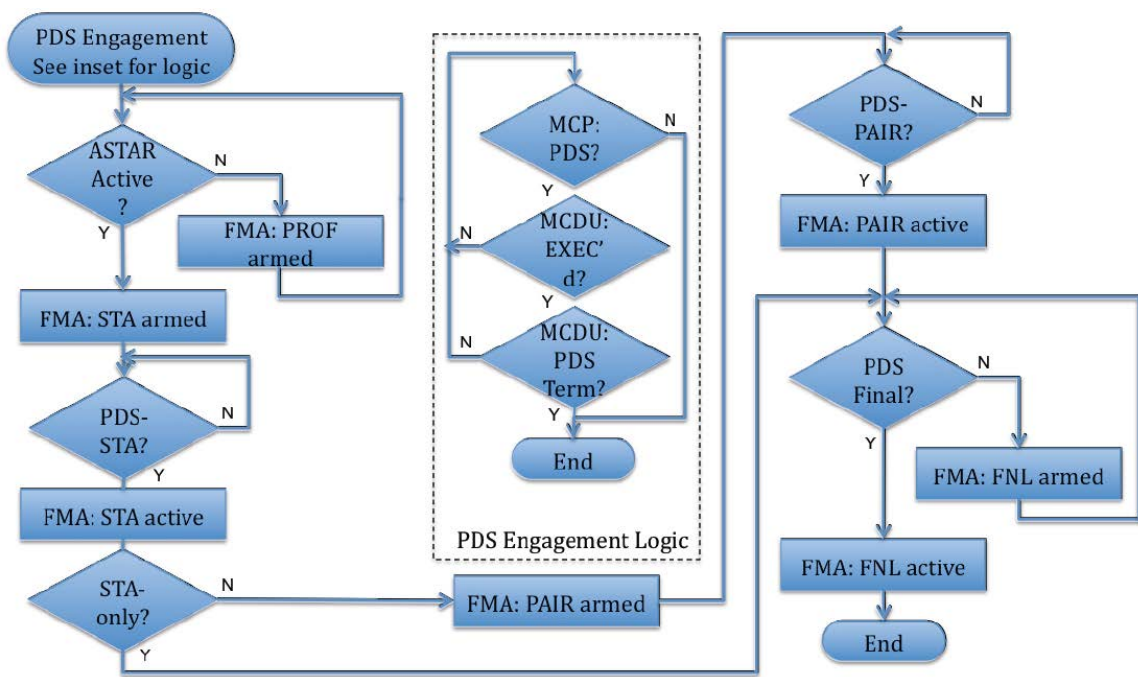 PDS Engagement
See inset for logic
ASTAR
Active
?
N
Y
FMA: PROF
armed
FMA: STA armed
PDS-
STA?
N
Y
FMA: STA active
STA-
only?
N
Y
FMA: PAIR armed
MCP:
PDS?
N
Y
MCDU:
EXEC’
d?
N
Y
MCDU:
PDS
Term?
N
Y
End
PDS Engagement Logic
PDS-
PAIR?
N
Y
FMA: PAIR active
PDS
Final?
N
Y
FMA: FNL armed
FMA: FNL active
End